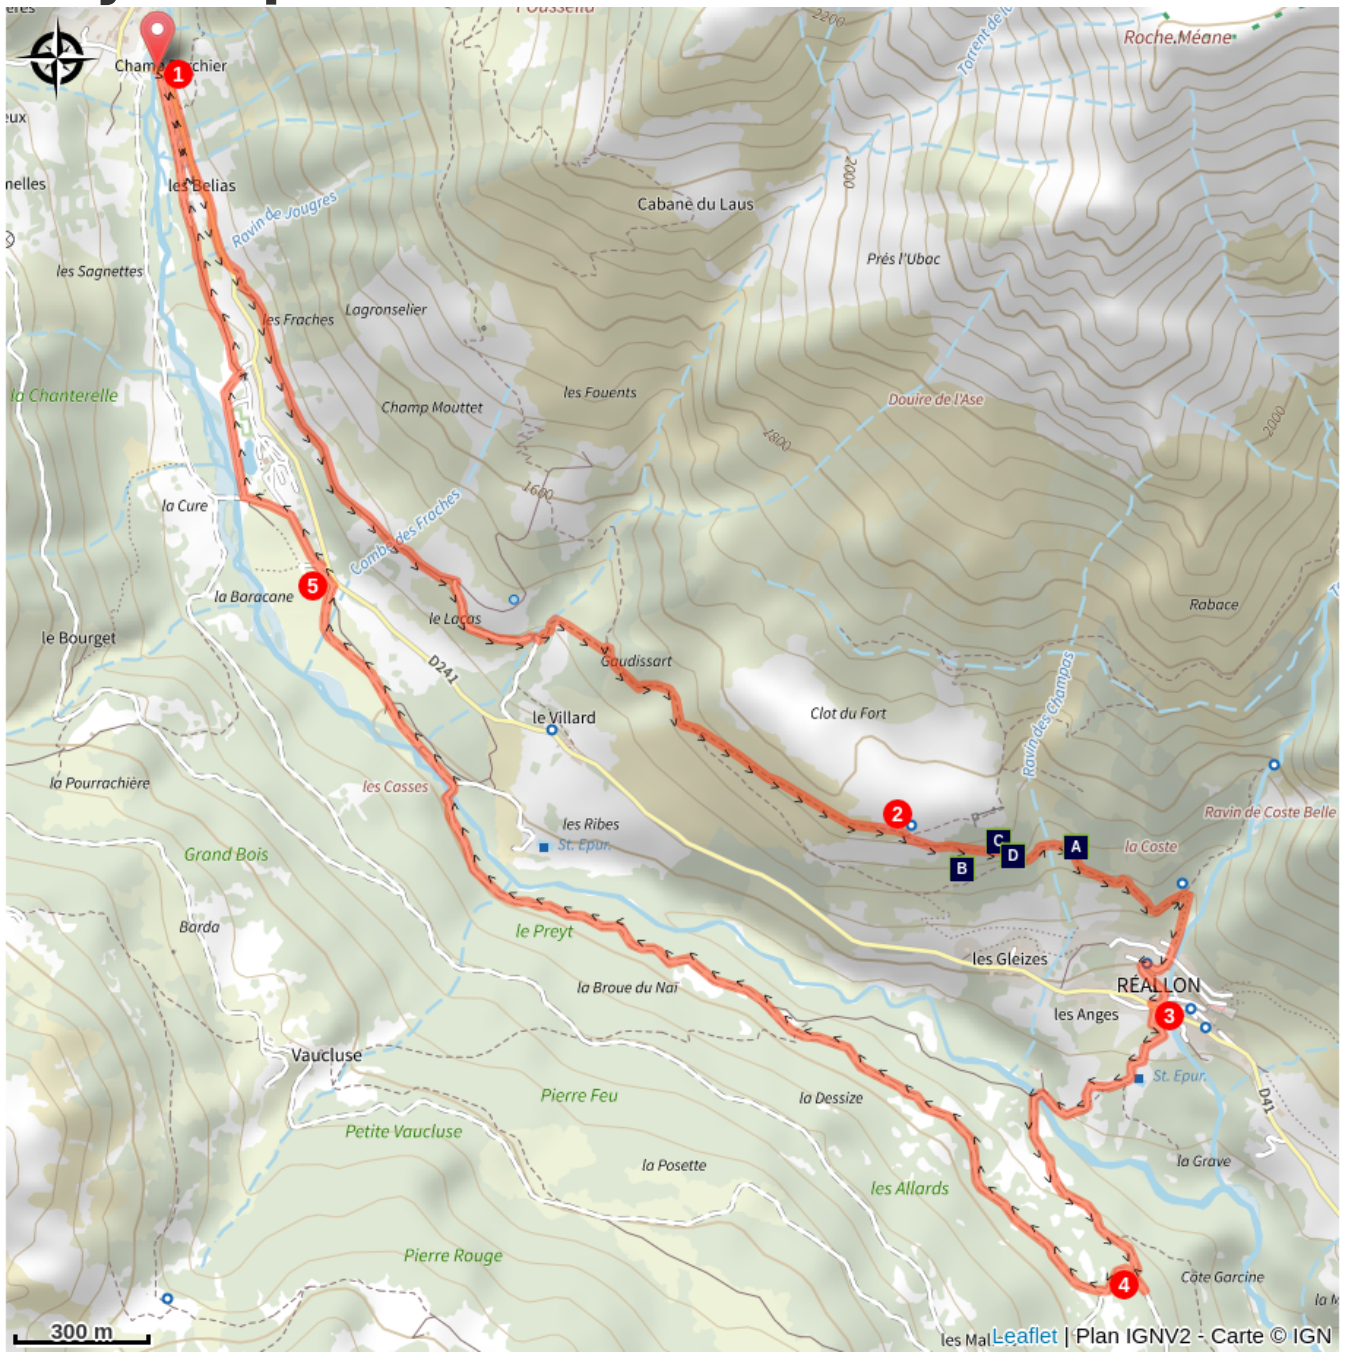 2200
Roche Méane
1
les Belias
Ravin de Jougres
Cabane du Laus
2000
Prés l'Ubac
les Sagnettes
les Fraches
Lagronselier
la Chanterelle
Champ Mouttet
les Fouents
Douire de l'Ase
1800
2000
la Cure
1600
Combe des Fraches
5
la Baracane
le Laças
Rabace
le Bourget
D241
Gaudissart
le Villard
Clot du Fort
Ravin des Champas
la Pourrachière
les Casses
2
les Ribes
St. Epur.
C
D
A
B
la Coste
Ravin de Coste Belle
Grand Bois
Barda
le Preyt
les Gleizes
la Broue du Naï
RÉALLON
3
les Anges
Vaucluse
St. Epur.
Pierre Feu
la Dessize
D41
Petite Vaucluse
la Posette
la Grave
les Allards
Pierre Rouge
4
Côte Garcine
300 m
Leaflet | Plan IGNV2 - Carte © IGN